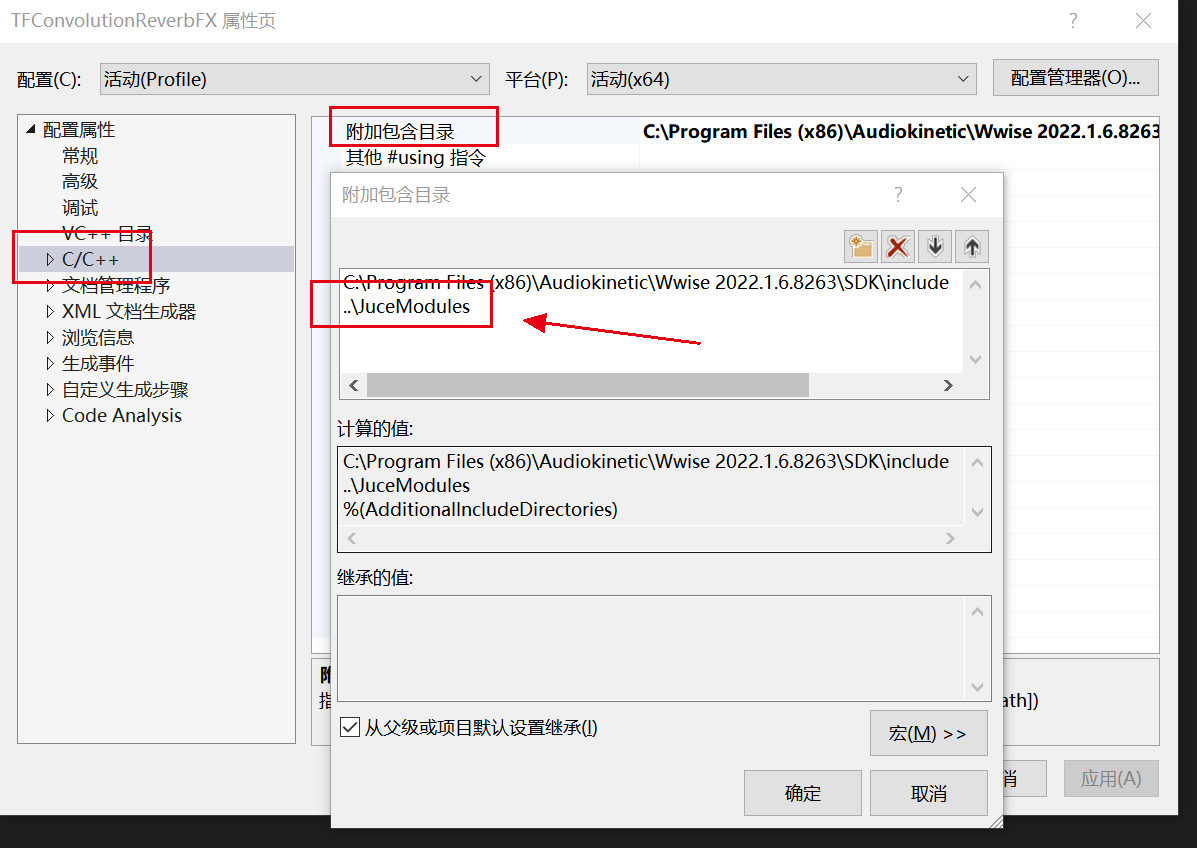 TFConvolutionReverbFX 属性页
配置(C):
活动(Profile)
平台(P):
活动(x64)
配置管理器(O)...
配置属性
常规
高级
调试
VC++ 目录
C/C++
文档管理程序
XML 文档生成器
浏览信息
生成事件
自定义生成步骤
Code Analysis
附加包含目录
C:\Program Files (x86)\Audiokinetic\Wwise 2022.1.6.8263
其他 #using 指令
附加包含目录
C:\Program Files (x86)\Audiokinetic\Wwise 2022.1.6.8263\SDK\include
..\JuceModules
计算的值:
C:\Program Files (x86)\Audiokinetic\Wwise 2022.1.6.8263\SDK\include
..\JuceModules
%(AdditionalIncludeDirectories)
继承的值:
从父级或项目默认设置继承(I)
宏(M) >>
确定
取消
附
指
ath])
消
应用(A)